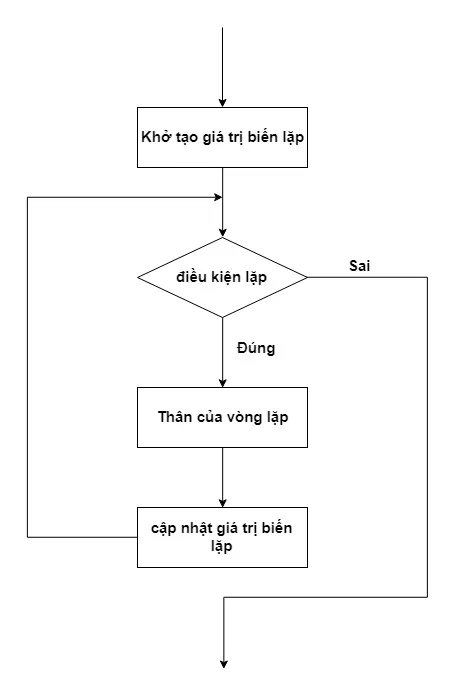 Khở tạo giá trị biến lặp
điều kiện lặp
Sai
Đúng
Thân của vòng lặp
cập nhật giá trị biến
lặp